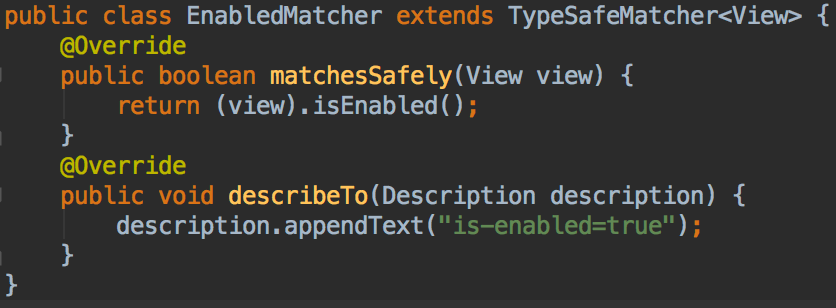 public class EnabledMatcher extends TypeSafeMatcher<View> {
    @Override
    public boolean matchesSafely(View view) {
        return (view).isEnabled();
    }
    @Override
    public void describeTo(Description description) {
        description.appendText("is-enabled=true");
    }
}